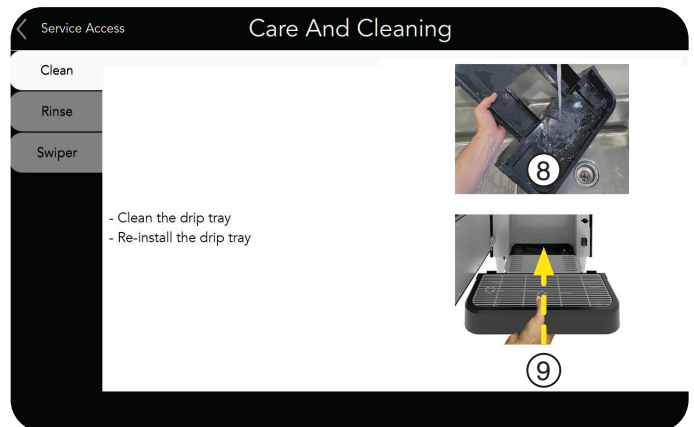 Service Access
Care And Cleaning
Clean
Rinse
Swiper
- Clean the drip tray
- Re-install the drip tray
8
9